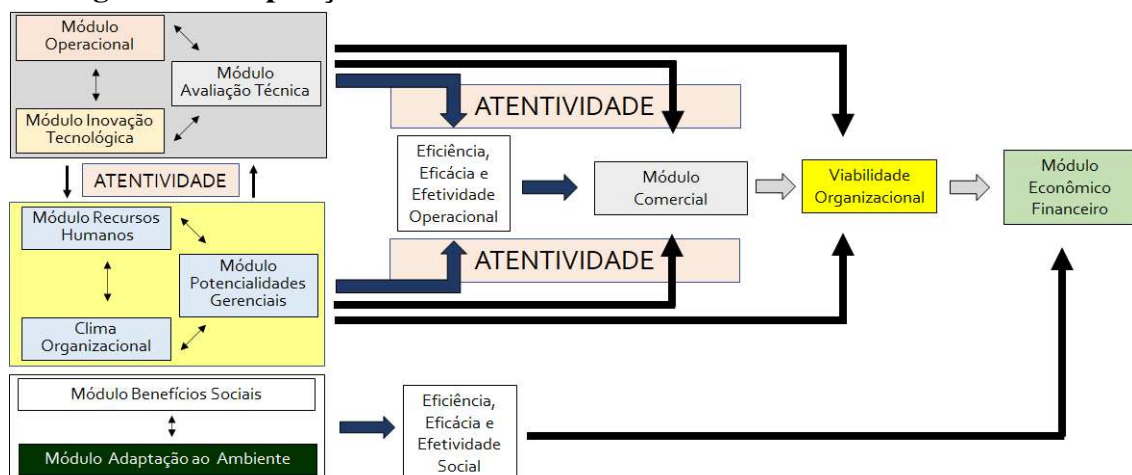 Módulo
Operacional
Módulo
Avaliação Técnica
Módulo Inovação
Tecnológica
ATENTIVIDADE
Módulo Recursos
Humanos
Módulo
Potencialidades
Gerenciais
Clima
Organizacional
Módulo Benefícios Sociais
Módulo Adaptação ao Ambiente
ATENTIVIDADE
Eficiência,
Eficácia e
Efetividade
Operacional
ATENTIVIDADE
Módulo
Comercial
Viabilidade
Organizacional
Módulo
Econômico
Financeiro
Eficiência,
Eficácia e
Efetividade
Social